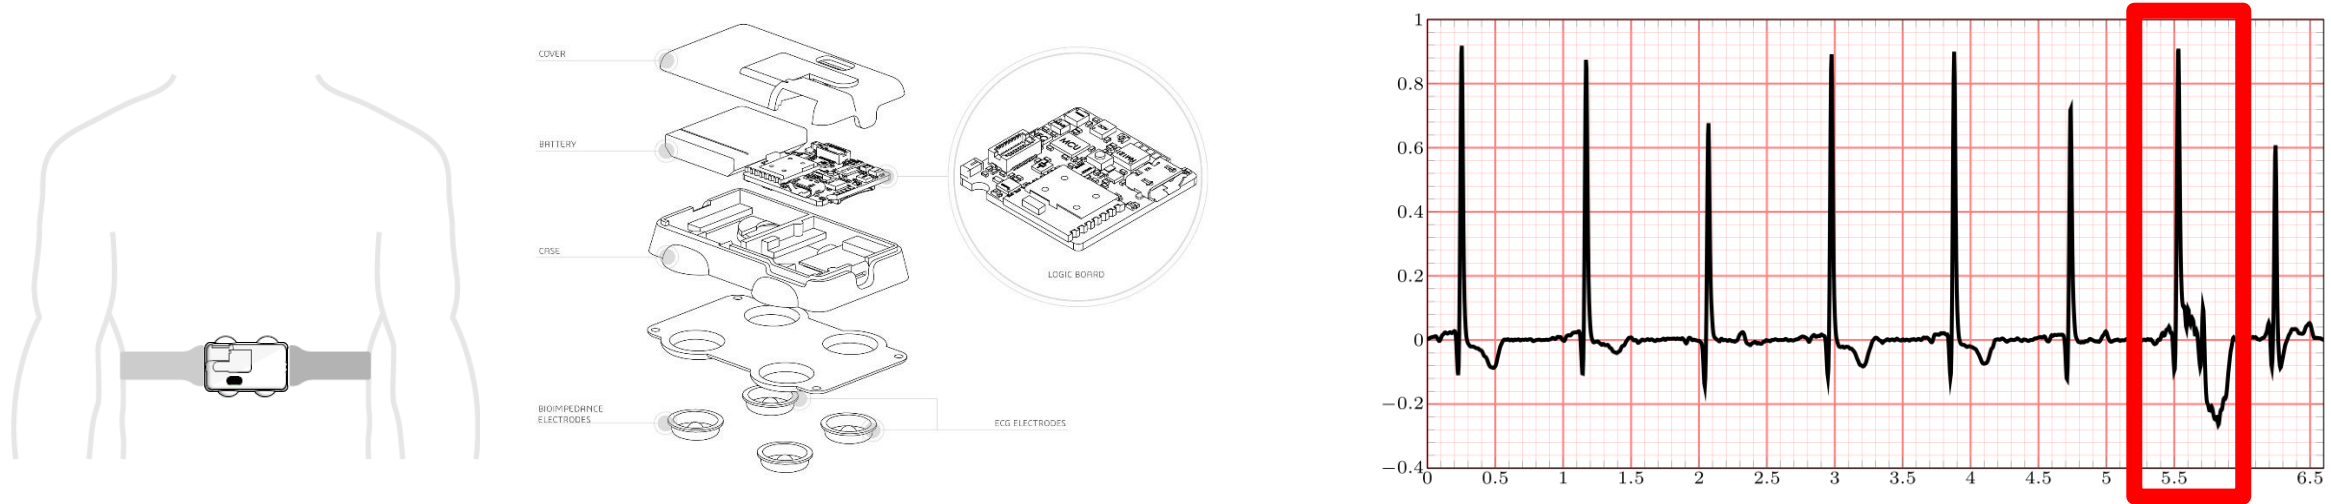 COVER
BATTERY
CASE
BIOIMPEDANCE
ELECTRODES
ECG ELECTRODES
MCU
LOGIC BOARD
1
0.8
0.6
0.4
0.2
0
−0.2
−0.4
0 0.5 1 1.5 2 2.5 3 3.5 4 4.5 5 5.5 6.5